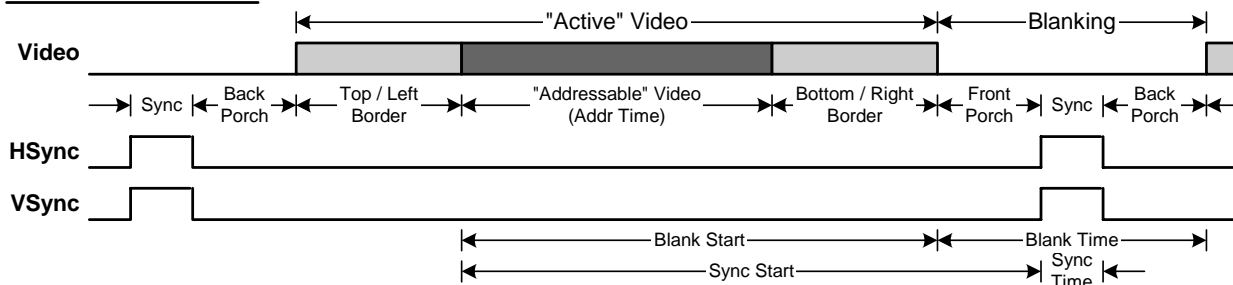 "Active" Video
Blanking
Video
Sync
Back
Porch
Top / Left
Border
"Addressable" Video
(Addr Time)
Bottom / Right
Border
Front
Porch
Sync
Back
Porch
HSync
VSync
Blank Start
Blank Time
Sync Start
Sync
Time